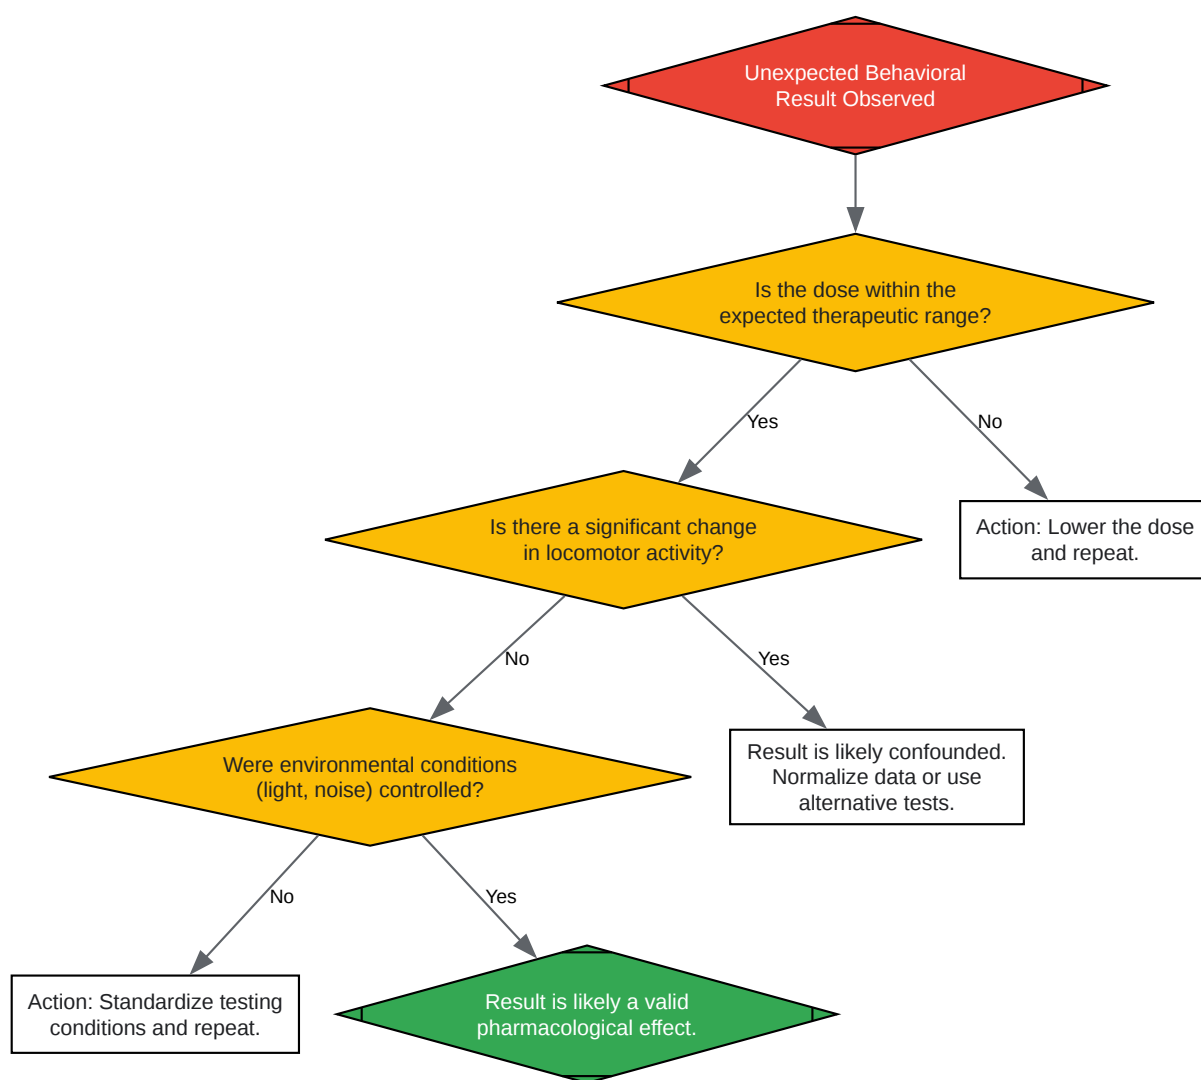 Unexpected Behavioral
Result Observed
Is the dose within the
expected therapeutic range?
Yes
No
Is there a significant change
in locomotor activity?
Action: Lower the dose
and repeat.
No
Yes
Were environmental conditions
(light, noise) controlled?
Result is likely confounded.
Normalize data or use
alternative tests.
No
Yes
Action: Standardize testing
conditions and repeat.
Result is likely a valid
pharmacological effect.